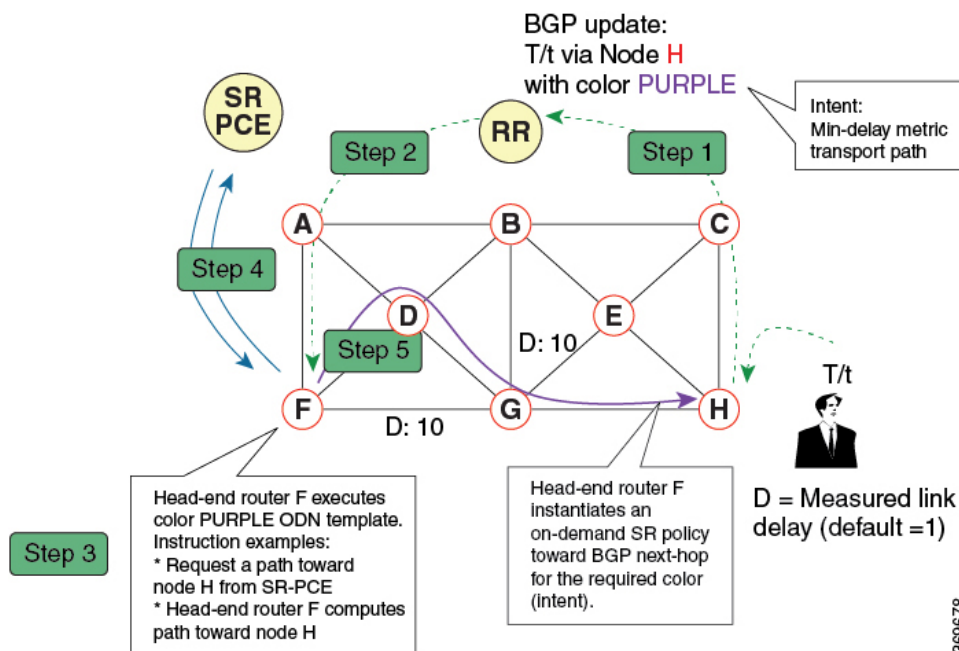 BGP update:
T/t via Node H
with color PURPLE
Intent:
Min-delay metric
transport path
SR
PCE
RR
Step 2
Step 1
A
B
C
Step 4
D
E
Step 5
D: 10
T/t
F
G
H
D: 10
Head-end router F executes
color PURPLE ODN template.
Instruction examples:
* Request a path toward
node H from SR-PCE
* Head-end router F computes
path toward node H
Step 3
Head-end router F
instantiates an
on-demand SR policy
toward BGP next-hop
for the required color
(intent).
D = Measured link
delay (default =1)
369678